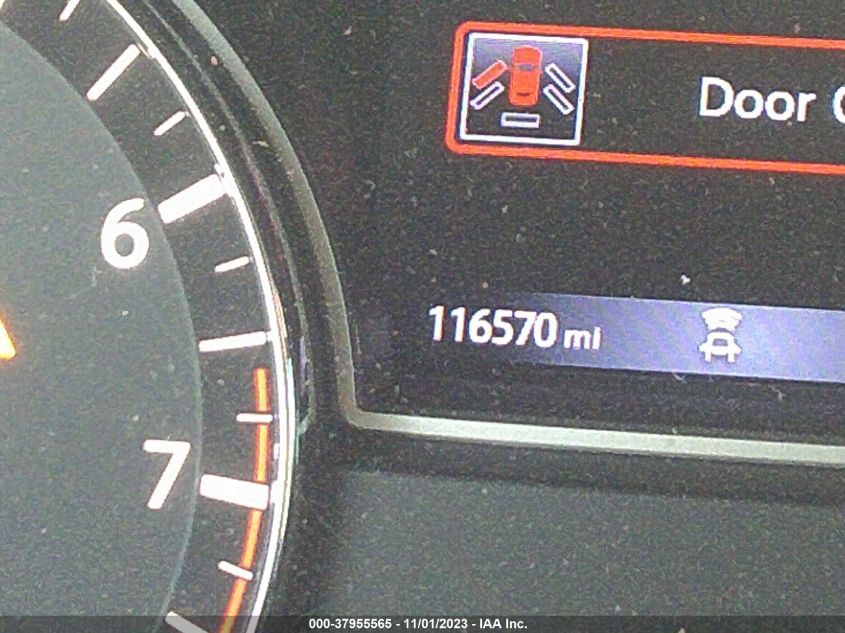 Door
6
116570 mi
7
000-37955565 - 11/01/2023 - IAA Inc.